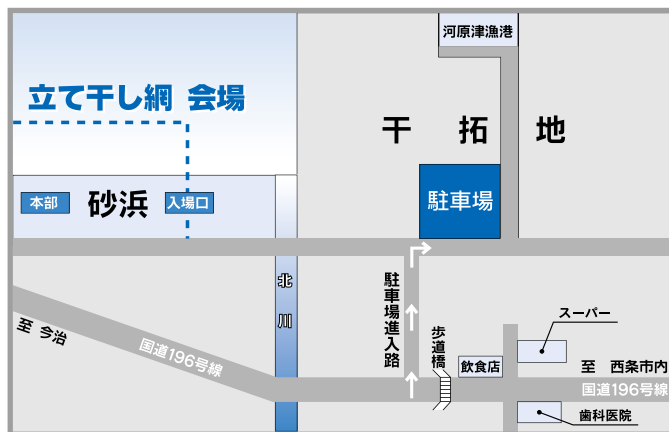 河原津漁港
立て干し網 会場
干拓地
本部
砂浜
入場口
駐車場
北川
駐車場進入路
至 今治
国道196号線
歩道橋
飲食店
スーパー
至 西条市内
国道196号線
歯科医院